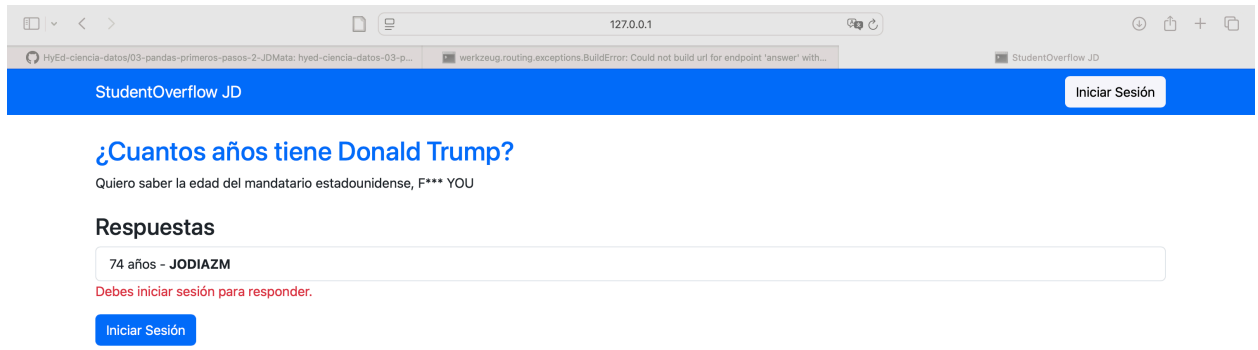 127.0.0.1
HyEd-ciencia-datos/03-pandas-primeros-pasos-2-JDMata: hyed-ciencia-datos-03-p...
werkzeug.routing.exceptions.BuildError: Could not build url for endpoint 'answer' with...
StudentOverflow JD
StudentOverflow JD
Iniciar Sesión
¿Cuantos años tiene Donald Trump?
Quiero saber la edad del mandatario estadounidense, F*** YOU
Respuestas
74 años - JODIAZM
Debes iniciar sesión para responder.
Iniciar Sesión